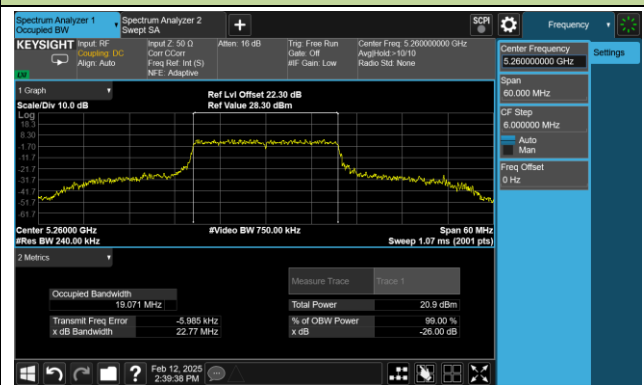 Spectrum Analyzer 1
Occupied BW
Spectrum Analyzer 2
Swept SA
+
SCPI
Frequency
KEYSIGHT
Input: RF
Coupling: DC
Align: Auto
Input Z: 50 Ω
Corr CCorr
Freq Ref: Int (S)
NFE: Adaptive
Atten: 16 dB
Trig: Free Run
Gate: Off
#IF Gain: Low
Center Freq: 5.260000000 GHz
Avg|Hold:>10/10
Radio Std: None
Center Frequency
5.260000000 GHz
Settings
Span
60.000 MHz
CF Step
6.000000 MHz
Auto
Man
Freq Offset
0 Hz
1 Graph
Scale/Div 10.0 dB
Ref Lvl Offset 22.30 dB
Ref Value 28.30 dBm
Log
18.3
8.30
-1.70
-11.7
-21.7
-31.7
-41.7
-51.7
-61.7
Center 5.26000 GHz
#Res BW 240.00 kHz
#Video BW 750.00 kHz
Span 60 MHz
Sweep 1.07 ms (2001 pts)
2 Metrics
Measure Trace
Trace 1
Occupied Bandwidth
19.071 MHz
Total Power
20.9 dBm
Transmit Freq Error
-5.985 kHz
% of OBW Power
99.00 %
x dB Bandwidth
22.77 MHz
x dB
-26.00 dB
?
Feb 12, 2025
2:39:38 PM